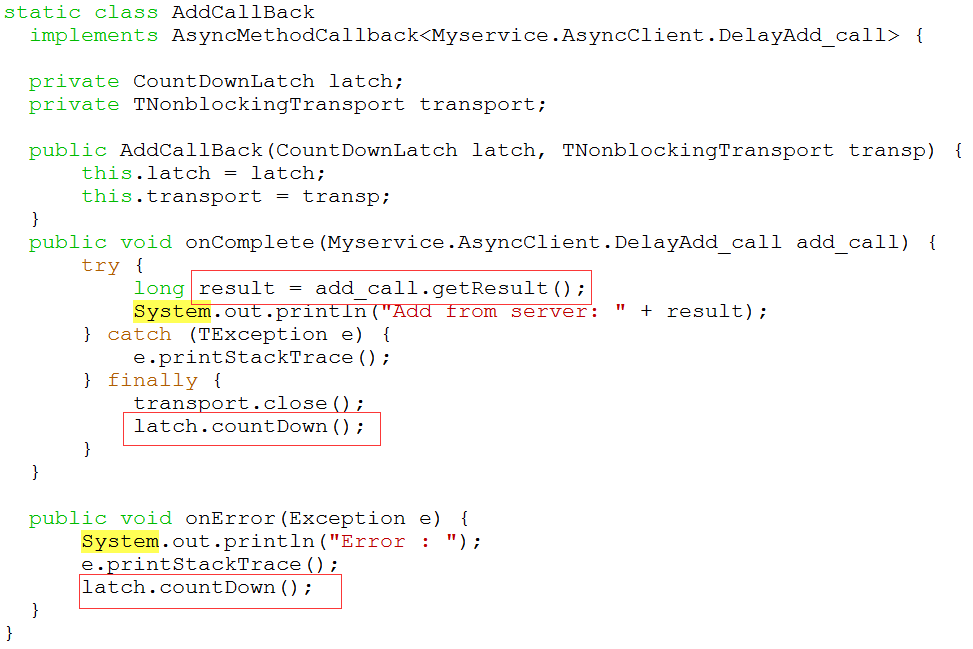 static class AddCallBack
implements AsyncMethodCallback<Myservice.AsyncClient.DelayAdd_call> {
private CountDownLatch latch;
private TNonblockingTransport transport;
public AddCallBack(CountDownLatch latch, TNonblockingTransport transp) {
this.latch = latch;
this.transport = transp;
}
public void onComplete(Myservice.AsyncClient.DelayAdd_call add_call) {
try {
long result = add_call.getResult();
System.out.println("Add from server: " + result);
} catch (TException e) {
e.printStackTrace();
} finally {
transport.close();
latch.countDown();
}
}
public void onError(Exception e) {
System.out.println("Error : ");
e.printStackTrace();
latch.countDown();
}
}